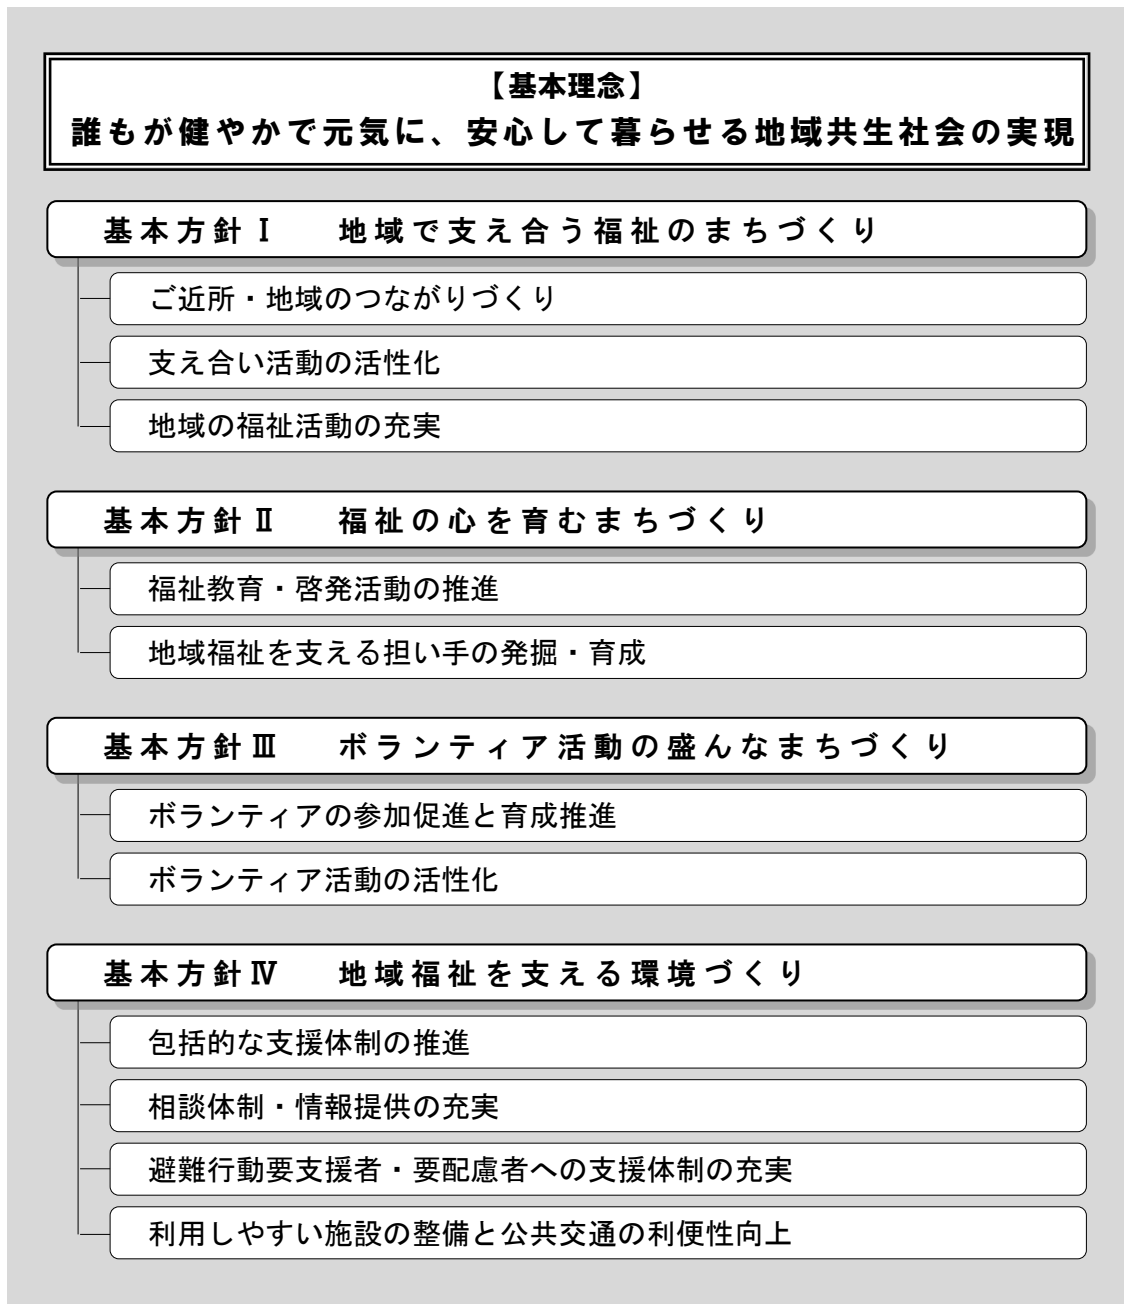 【基本理念】
誰もが健やかで元気に、安心して暮らせる地域共生社会の実現
基本方針Ⅰ　地域で支え合う福祉のまちづくり
ご近所・地域のつながりづくり
支え合い活動の活性化
地域の福祉活動の充実
基本方針Ⅱ　福祉の心を育むまちづくり
福祉教育・啓発活動の推進
地域福祉を支える担い手の発掘・育成
基本方針Ⅲ　ボランティア活動の盛んなまちづくり
ボランティアの参加促進と育成推進
ボランティア活動の活性化
基本方針Ⅳ　地域福祉を支える環境づくり
包括的な支援体制の推進
相談体制・情報提供の充実
避難行動要支援者・要配慮者への支援体制の充実
利用しやすい施設の整備と公共交通の利便性向上